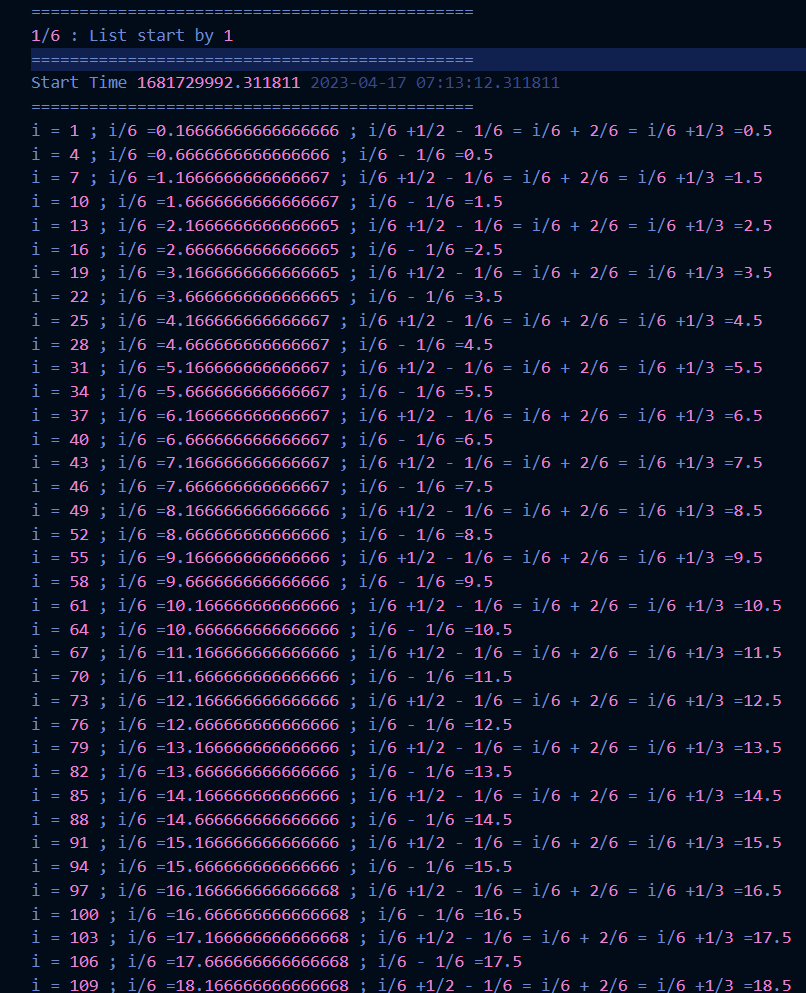 ==============================================
1/6 : List start by 1
==============================================
Start Time 1681729992.311811 2023-04-17 07:13:12.311811
==============================================
i = 1 ; i/6 =0.16666666666666666 ; i/6 +1/2 - 1/6 = i/6 + 2/6 = i/6 +1/3 =0.5
i = 4 ; i/6 =0.6666666666666666 ; i/6 - 1/6 =0.5
i = 7 ; i/6 =1.1666666666666667 ; i/6 +1/2 - 1/6 = i/6 + 2/6 = i/6 +1/3 =1.5
i = 10 ; i/6 =1.6666666666666667 ; i/6 - 1/6 =1.5
i = 13 ; i/6 =2.1666666666666665 ; i/6 +1/2 - 1/6 = i/6 + 2/6 = i/6 +1/3 =2.5
i = 16 ; i/6 =2.6666666666666665 ; i/6 - 1/6 =2.5
i = 19 ; i/6 =3.1666666666666665 ; i/6 +1/2 - 1/6 = i/6 + 2/6 = i/6 +1/3 =3.5
i = 22 ; i/6 =3.6666666666666665 ; i/6 - 1/6 =3.5
i = 25 ; i/6 =4.166666666666667 ; i/6 +1/2 - 1/6 = i/6 + 2/6 = i/6 +1/3 =4.5
i = 28 ; i/6 =4.666666666666667 ; i/6 - 1/6 =4.5
i = 31 ; i/6 =5.166666666666667 ; i/6 +1/2 - 1/6 = i/6 + 2/6 = i/6 +1/3 =5.5
i = 34 ; i/6 =5.666666666666667 ; i/6 - 1/6 =5.5
i = 37 ; i/6 =6.166666666666667 ; i/6 +1/2 - 1/6 = i/6 + 2/6 = i/6 +1/3 =6.5
i = 40 ; i/6 =6.666666666666667 ; i/6 - 1/6 =6.5
i = 43 ; i/6 =7.166666666666667 ; i/6 +1/2 - 1/6 = i/6 + 2/6 = i/6 +1/3 =7.5
i = 46 ; i/6 =7.666666666666667 ; i/6 - 1/6 =7.5
i = 49 ; i/6 =8.166666666666666 ; i/6 +1/2 - 1/6 = i/6 + 2/6 = i/6 +1/3 =8.5
i = 52 ; i/6 =8.666666666666666 ; i/6 - 1/6 =8.5
i = 55 ; i/6 =9.166666666666666 ; i/6 +1/2 - 1/6 = i/6 + 2/6 = i/6 +1/3 =9.5
i = 58 ; i/6 =9.666666666666666 ; i/6 - 1/6 =9.5
i = 61 ; i/6 =10.166666666666666 ; i/6 +1/2 - 1/6 = i/6 + 2/6 = i/6 +1/3 =10.5
i = 64 ; i/6 =10.666666666666666 ; i/6 - 1/6 =10.5
i = 67 ; i/6 =11.166666666666666 ; i/6 +1/2 - 1/6 = i/6 + 2/6 = i/6 +1/3 =11.5
i = 70 ; i/6 =11.666666666666666 ; i/6 - 1/6 =11.5
i = 73 ; i/6 =12.166666666666666 ; i/6 +1/2 - 1/6 = i/6 + 2/6 = i/6 +1/3 =12.5
i = 76 ; i/6 =12.666666666666666 ; i/6 - 1/6 =12.5
i = 79 ; i/6 =13.166666666666666 ; i/6 +1/2 - 1/6 = i/6 + 2/6 = i/6 +1/3 =13.5
i = 82 ; i/6 =13.666666666666666 ; i/6 - 1/6 =13.5
i = 85 ; i/6 =14.166666666666666 ; i/6 +1/2 - 1/6 = i/6 + 2/6 = i/6 +1/3 =14.5
i = 88 ; i/6 =14.666666666666666 ; i/6 - 1/6 =14.5
i = 91 ; i/6 =15.166666666666666 ; i/6 +1/2 - 1/6 = i/6 + 2/6 = i/6 +1/3 =15.5
i = 94 ; i/6 =15.666666666666666 ; i/6 - 1/6 =15.5
i = 97 ; i/6 =16.166666666666668 ; i/6 +1/2 - 1/6 = i/6 + 2/6 = i/6 +1/3 =16.5
i = 100 ; i/6 =16.666666666666668 ; i/6 - 1/6 =16.5
i = 103 ; i/6 =17.166666666666668 ; i/6 +1/2 - 1/6 = i/6 + 2/6 = i/6 +1/3 =17.5
i = 106 ; i/6 =17.666666666666668 ; i/6 - 1/6 =17.5
i = 109 ; i/6 =18.166666666666668 ; i/6 +1/2 - 1/6 = i/6 + 2/6 = i/6 +1/3 =18.5